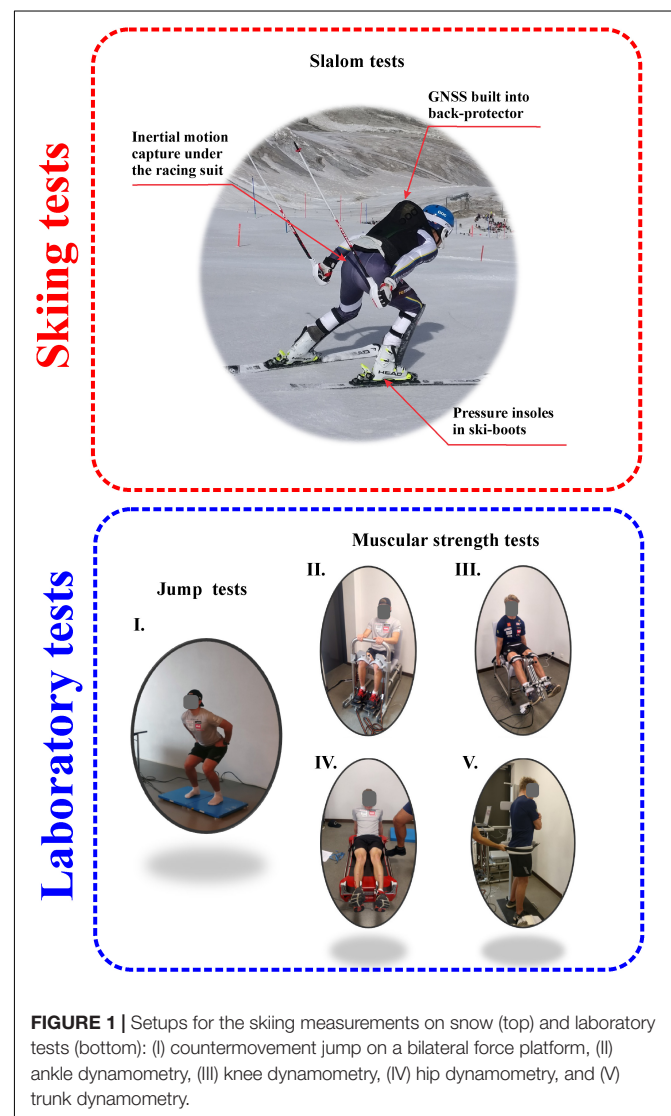 Skiing tests
Slalom tests
GNSS built into
back-protector
Inertial motion
capture under
the racing suit
HEAD
HEAD
Pressure insoles
in ski-boots
Laboratory tests
Muscular strength tests
Jump tests
I.
II.
III.
IV.
V.
FIGURE 1 | Setups for the skiing measurements on snow (top) and laboratory
tests (bottom): (I) countermovement jump on a bilateral force platform, (II)
ankle dynamometry, (III) knee dynamometry, (IV) hip dynamometry, and (V)
trunk dynamometry.